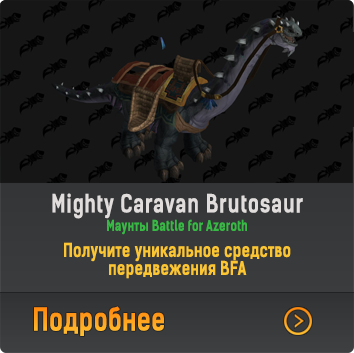 Mighty Caravan Brutosaur
Маунты Battle for Azeroth
Получите уникальное средство
передвежения BFA
Подробнее